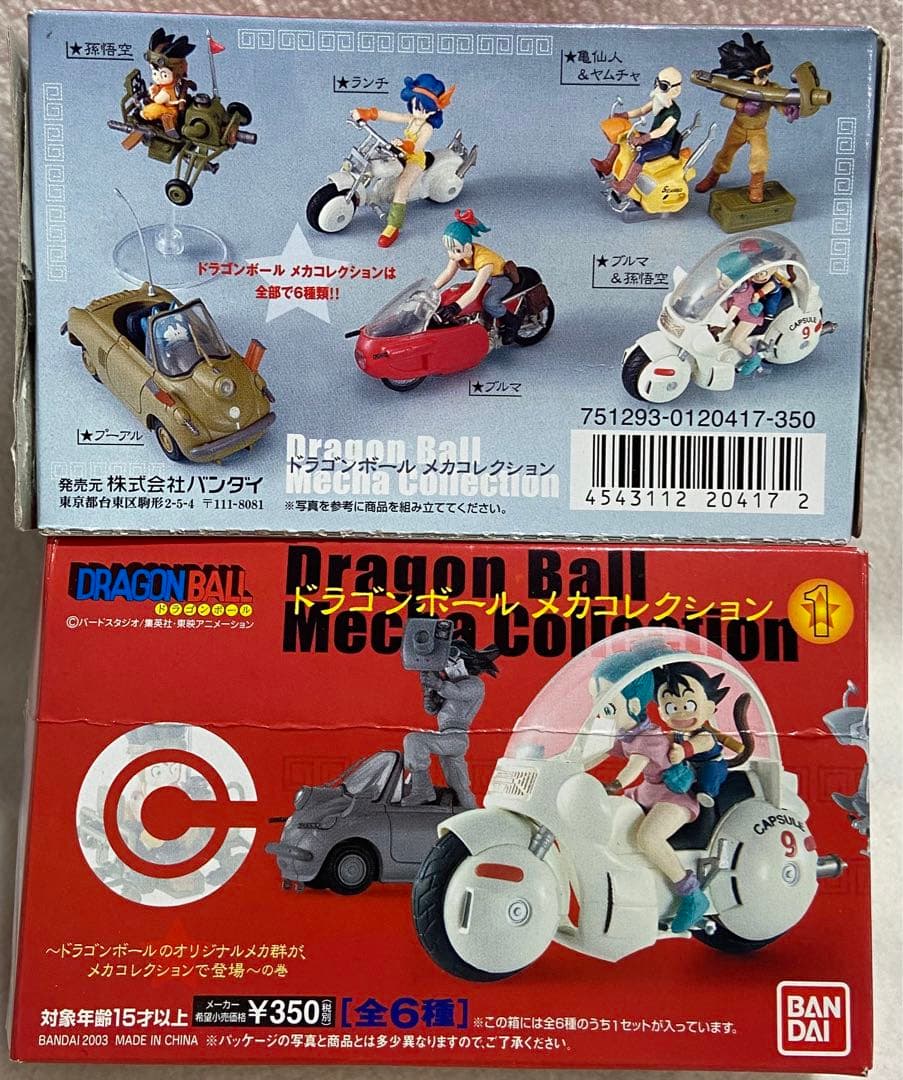 ★孫悟空
★ランチ
★亀仙人
&ヤムチャ
ドラゴンボール メカコレクションは
全部で6種類!!
★ブルマ
&孫悟空
CAPSULE
9
★ブルマ
★プーアル
751293-0120417-350
Dragon Ball
ドラゴンボール メカコレクション
Mecha Collection
発売元 株式会社バンダイ
東京都台東区駒形2-5-4 〒111-8081
※写真を参考に商品を組み立ててください。
4543112 20417 2
DRAGON BALL
ドラゴンボール
©バードスタジオ/集英社・東映アニメーション
Dragon Ball
ドラゴンボール メカコレクション 1
Mecha Collection
C
CAPSULE
9
~ドラゴンボールのオリジナルメカ群が、
メカコレクションで登場~の巻
対象年齢15才以上 メーカー希望小売価格 ¥350(税別) [全6種] ※この箱には全6種のうち1セットが入っています。
BANDAI 2003 MADE IN CHINA ※パッケージの写真と商品とは多少異なりますので、ご了承ください。
BAN
DAI